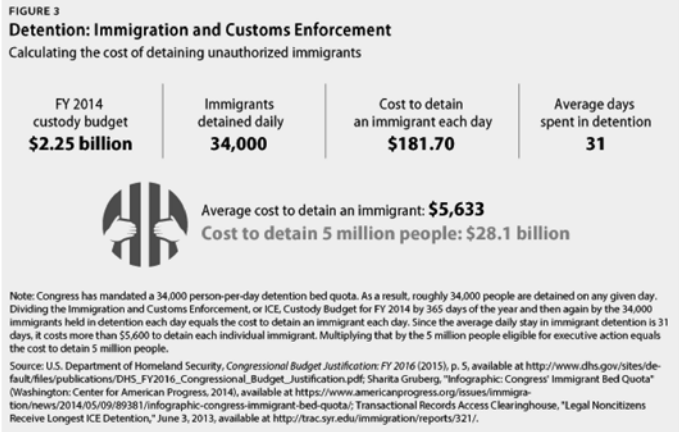 FIGURE 3
Detention: Immigration and Customs Enforcement
Calculating the cost of detaining unauthorized immigrants
FY 2014
custody budget
$2.25 billion
Immigrants
detained daily
34,000
Cost to detain
an immigrant each day
$181.70
Average days
spent in detention
31
Average cost to detain an immigrant: $5,633
Cost to detain 5 million people: $28.1 billion
Note: Congress has mandated a 34,000 person-per-day detention bed quota. As a result, roughly 34,000 people are detained on any given day.
Dividing the Immigration and Customs Enforcement, or ICE, Custody Budget for FY 2014 by 365 days of the year and then again by the 34,000
immigrants held in detention each day equals the cost to detain an immigrant each day. Since the average daily stay in immigrant detention is 31
days, it costs more than $5,600 to detain each individual immigrant. Multiplying that by the 5 million people eligible for executive action equals
the cost to detain 5 million people.
Source: U.S. Department of Homeland Security, Congressional Budget Justification: FY 2016 (2015), p. 5, available at http://www.dhs.gov/sites/de-
fault/files/publications/DHS_FY2016_Congressional_Budget_Justification.pdf; Sharita Gruberg, "Infographic: Congress' Immigrant Bed Quota"
(Washington: Center for American Progress, 2014), available at https://www.americanprogress.org/issues/immigra-
tion/news/2014/05/09/89381/infographic-congress-immigrant-bed-quota/; Transactional Records Access Clearinghouse, "Legal Noncitizens
Receive Longest ICE Detention," June 3, 2013, available at http://trac.syr.edu/immigration/reports/321/.